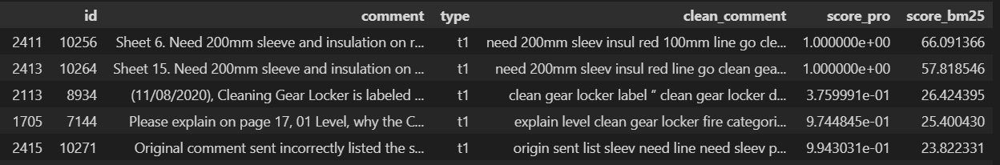 id comment type clean_comment score_pro score_bm25
2411 10256 Sheet 6. Need 200mm sleeve and insulation on r... t1 need 200mm sleev insul red 100mm line go cle... 1.000000e+00 66.091366
2413 10264 Sheet 15. Need 200mm sleeve and insulation on ... t1 need 200mm sleev insul red line go clean gea... 1.000000e+00 57.818546
2113 8934 (11/08/2020), Cleaning Gear Locker is labeled ... t1 clean gear locker label “ clean gear locker d... 3.759991e-01 26.424395
1705 7144 Please explain on page 17, 01 Level, why the C... t1 explain level clean gear locker fire categori... 9.744845e-01 25.400430
2415 10271 Original comment sent incorrectly listed the s... t1 origin sent list sleev need line need sleev p... 9.943031e-01 23.822331